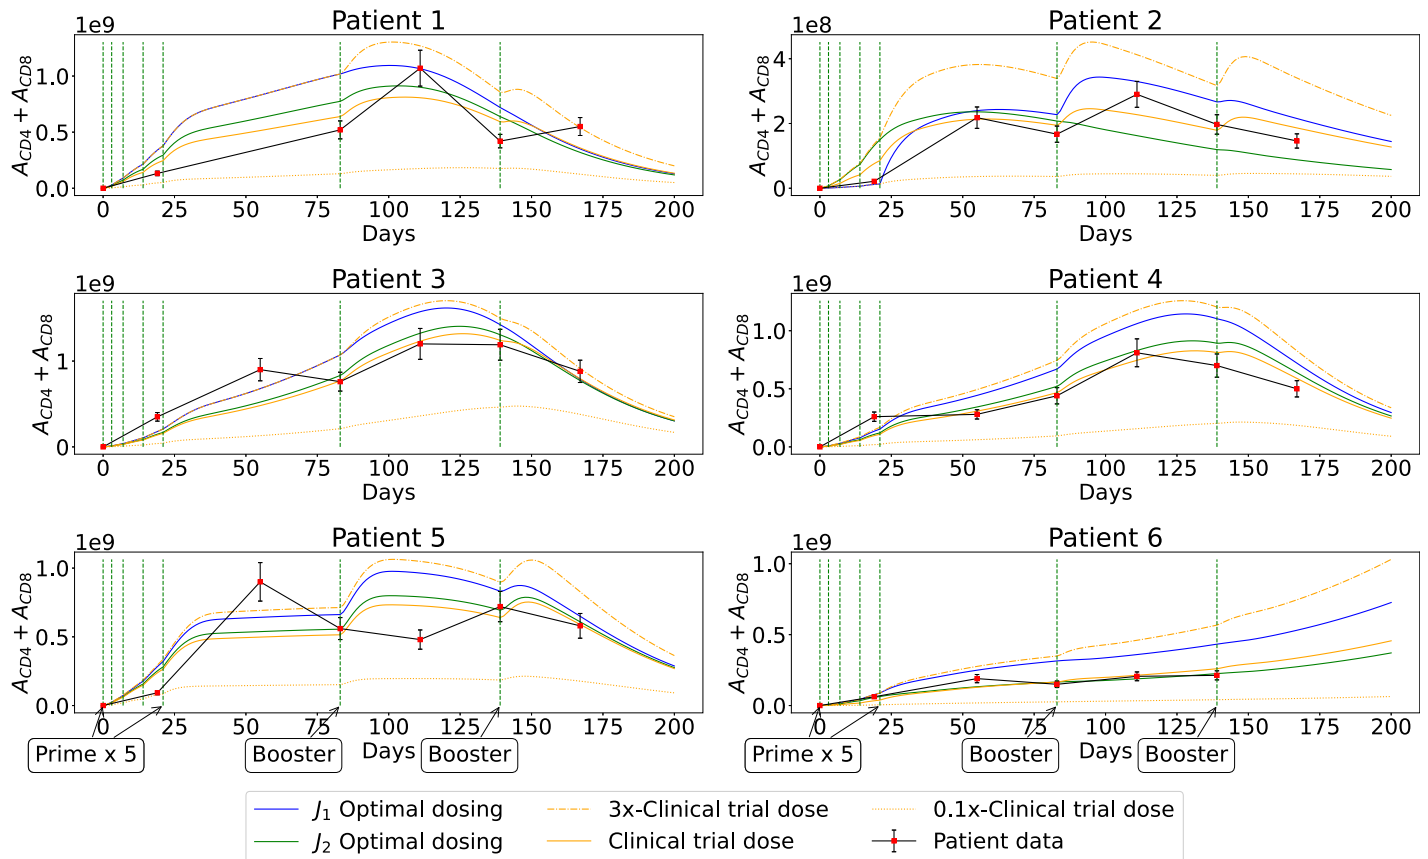 Patient 1
1e9
A_CD4 + A_CD8
1.0
0.5
0.0
0 25 50 75 100 125 150 175 200
Days
Patient 2
1e8
A_CD4 + A_CD8
4
2
0
0 25 50 75 100 125 150 175 200
Days
Patient 3
1e9
A_CD4 + A_CD8
1
0
0 25 50 75 100 125 150 175 200
Days
Patient 4
1e9
A_CD4 + A_CD8
1.0
0.5
0.0
0 25 50 75 100 125 150 175 200
Days
Patient 5
1e9
A_CD4 + A_CD8
1.0
0.5
0.0
0 25 50 75 100 125 150 175 200
Days
Prime x 5
Booster
Booster
Patient 6
1e9
A_CD4 + A_CD8
1.0
0.5
0.0
0 25 50 75 100 125 150 175 200
Days
Prime x 5
Booster
Booster
J₁ Optimal dosing
J₂ Optimal dosing
3x-Clinical trial dose
Clinical trial dose
0.1x-Clinical trial dose
Patient data